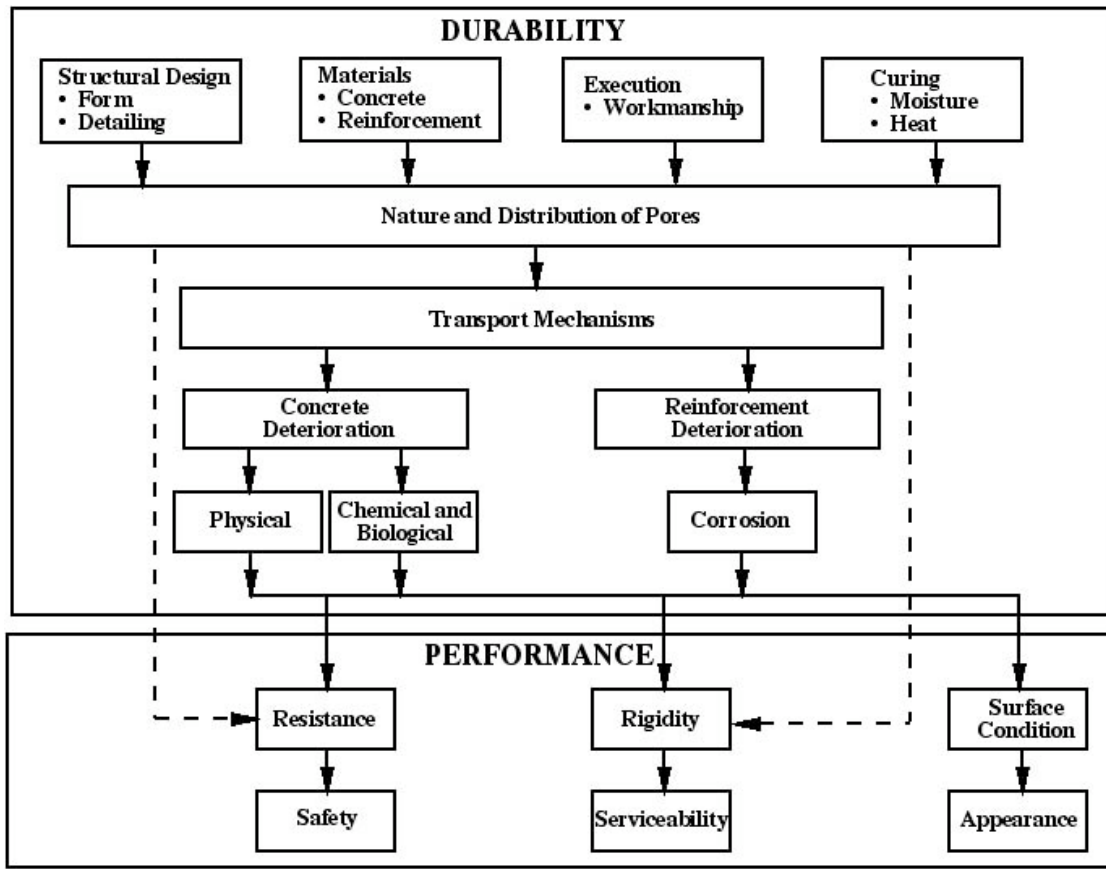 DURABILITY
Structural Design
• Form
• Detailing
Materials
• Concrete
• Reinforcement
Execution
• Workmanship
Curing
• Moisture
• Heat
Nature and Distribution of Pores
Transport Mechanisms
Concrete
Deterioration
Reinforcement
Deterioration
Physical
Chemical and
Biological
Corrosion
PERFORMANCE
Resistance
Rigidity
Surface
Condition
Safety
Serviceability
Appearance